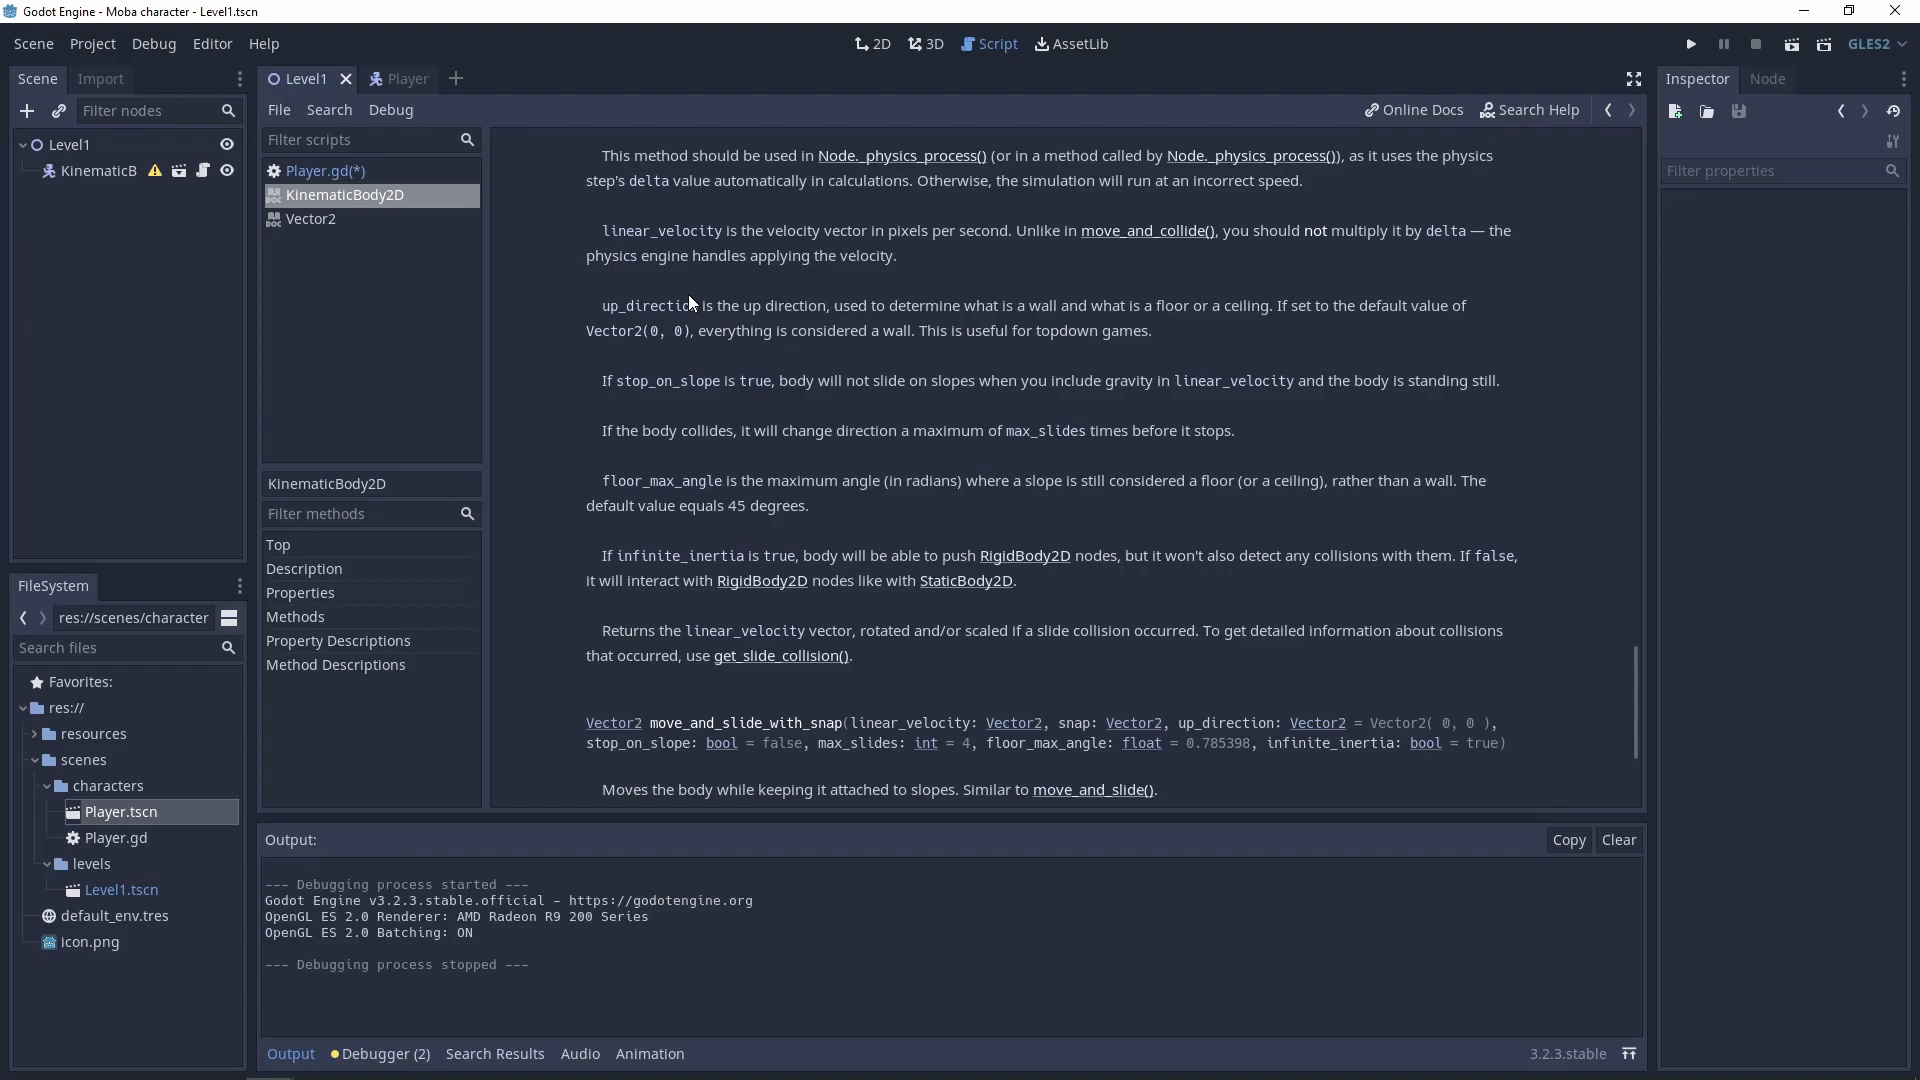 Godot Engine - Moba character - Level1.tscn
Scene Project Debug Editor Help
2D 3D Script AssetLib
GLES2
Scene Import
Level1 Player
Inspector Node
Filter nodes
File Search Debug
Online Docs Search Help
Filter scripts
Filter properties
Level1
KinematicB
Player.gd(*)
KinematicBody2D
Vector2
KinematicBody2D
Filter methods
Top
Description
Properties
Methods
Property Descriptions
Method Descriptions
This method should be used in Node._physics_process() (or in a method called by Node._physics_process()), as it uses the physics
step's delta value automatically in calculations. Otherwise, the simulation will run at an incorrect speed.
linear_velocity is the velocity vector in pixels per second. Unlike in move_and_collide(), you should not multiply it by delta — the
physics engine handles applying the velocity.
up_direction is the up direction, used to determine what is a wall and what is a floor or a ceiling. If set to the default value of
Vector2(0, 0), everything is considered a wall. This is useful for topdown games.
If stop_on_slope is true, body will not slide on slopes when you include gravity in linear_velocity and the body is standing still.
If the body collides, it will change direction a maximum of max_slides times before it stops.
floor_max_angle is the maximum angle (in radians) where a slope is still considered a floor (or a ceiling), rather than a wall. The
default value equals 45 degrees.
If infinite_inertia is true, body will be able to push RigidBody2D nodes, but it won't also detect any collisions with them. If false,
it will interact with RigidBody2D nodes like with StaticBody2D.
Returns the linear_velocity vector, rotated and/or scaled if a slide collision occurred. To get detailed information about collisions
that occurred, use get_slide_collision().
Vector2 move_and_slide_with_snap(linear_velocity: Vector2, snap: Vector2, up_direction: Vector2 = Vector2( 0, 0 ),
stop_on_slope: bool = false, max_slides: int = 4, floor_max_angle: float = 0.785398, infinite_inertia: bool = true)
Moves the body while keeping it attached to slopes. Similar to move_and_slide().
FileSystem
res://scenes/character
Search files
Favorites:
res://
resources
scenes
characters
Player.tscn
Player.gd
levels
Level1.tscn
default_env.tres
icon.png
Output:
Copy Clear
--- Debugging process started ---
Godot Engine v3.2.3.stable.official - https://godotengine.org
OpenGL ES 2.0 Renderer: AMD Radeon R9 200 Series
OpenGL ES 2.0 Batching: ON
--- Debugging process stopped ---
Output Debugger (2) Search Results Audio Animation
3.2.3.stable